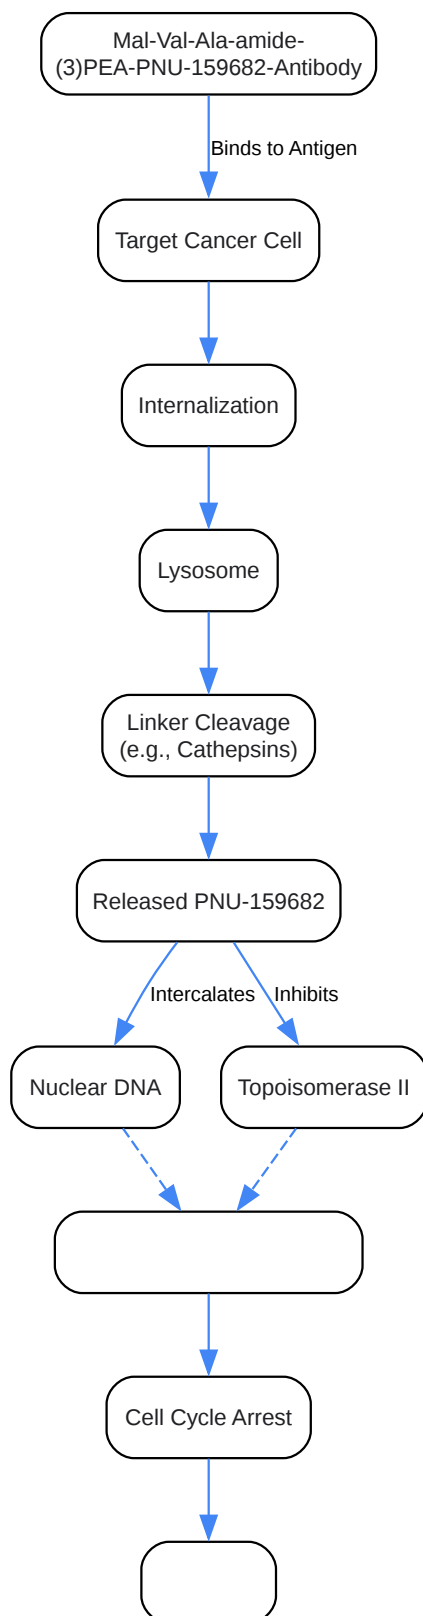 Mal-Val-Ala-amide-
(3)PEA-PNU-159682-Antibody
Binds to Antigen
Target Cancer Cell
Internalization
Lysosome
Linker Cleavage
(e.g., Cathepsins)
Released PNU-159682
Intercalates
Inhibits
Nuclear DNA
Topoisomerase II
Cell Cycle Arrest